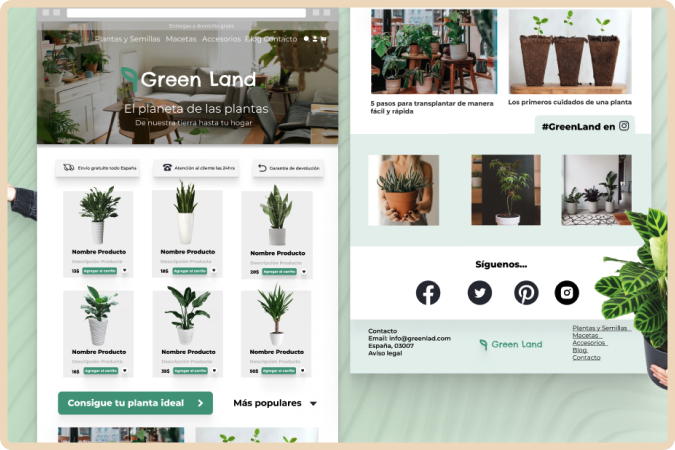 Entregas a domicilio gratis
Plantas y Semillas Macetas Accesorios Blog Contacto
Green Land
El planeta de las plantas
De nuestra tierra hasta tu hogar
Envío gratuito todo España
Atención al cliente las 24hrs
Garantía de devolución
Nombre Producto
Descripción Producto
Agregar al carrito
Nombre Producto
Descripción Producto
18$ Agregar al carrito
Nombre Producto
Descripción Producto
Agregar al carrito
Nombre Producto
Descripción Producto
Agregar al carrito
Nombre Producto
Descripción Producto
Agregar al carrito
Nombre Producto
Descripción Producto
Agregar al carrito
Consigue tu planta ideal
Más populares
5 pasos para transplantar de manera
fácil y rápida
Los primeros cuidados de una planta
#GreenLand en
Síguenos...
Contacto
Email: info@greenlad.com
España, 03007
Aviso legal
Green Land
Plantas y Semillas
Macetas
Accesorios
Blog
Contacto